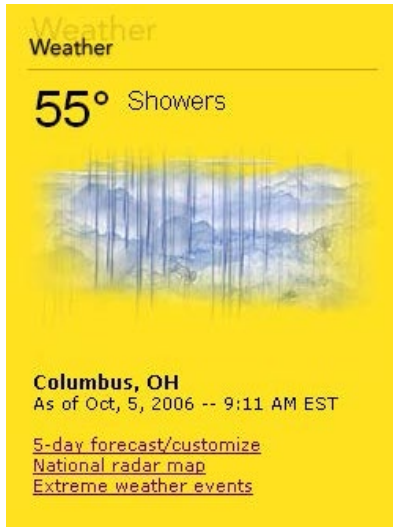 Weather
Weather
55° Showers
Columbus, OH
As of Oct, 5, 2006 -- 9:11 AM EST
5-day forecast/customize
National radar map
Extreme weather events